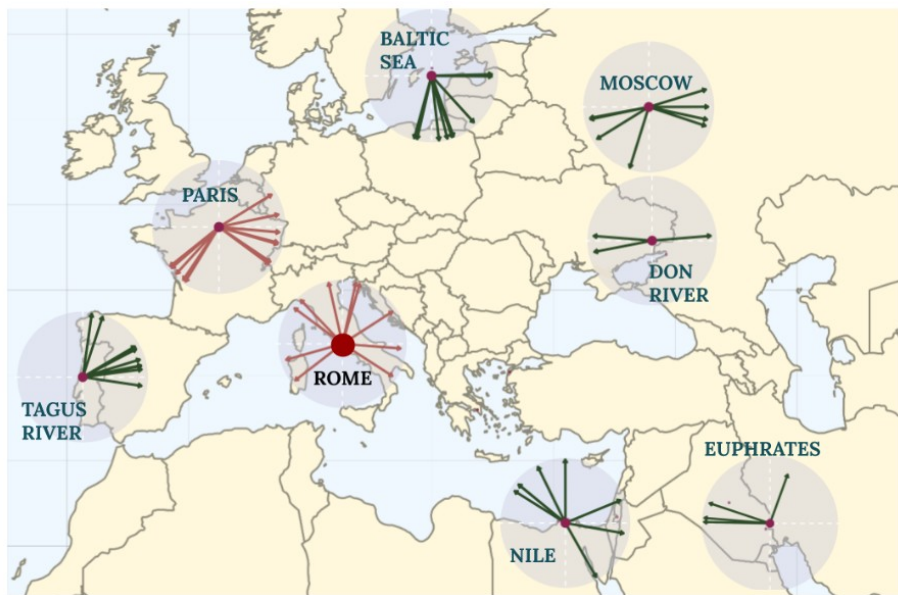 BALTIC
SEA
MOSCOW
PARIS
DON
RIVER
ROME
TAGUS
RIVER
EUPHRATES
NILE